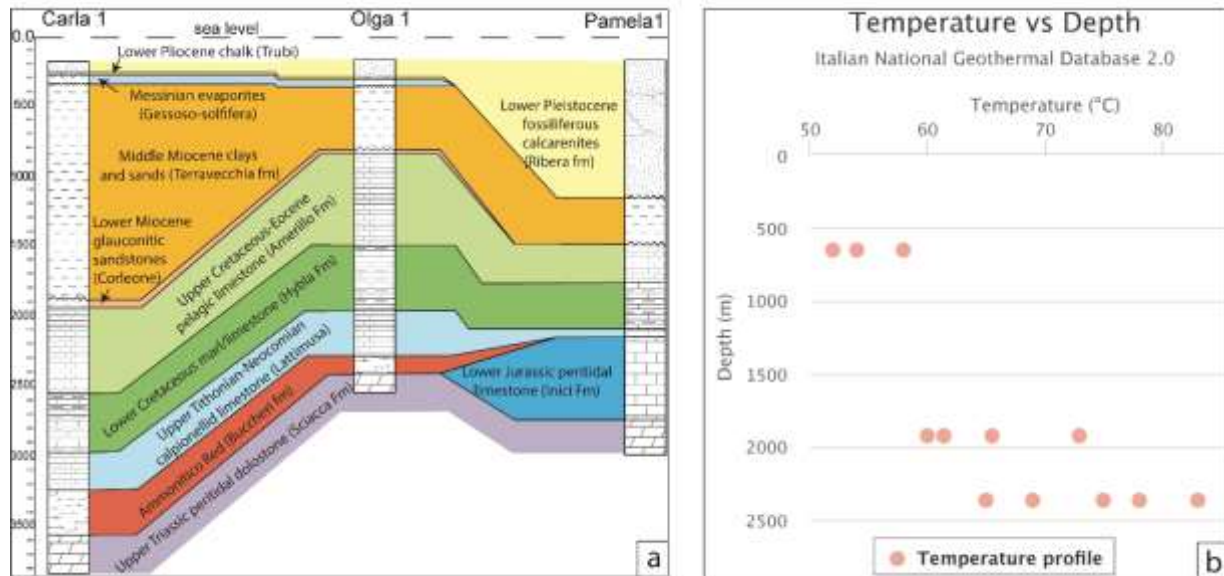 Carla 1
Olga 1
Pamela1
0.0
sea level
Lower Pliocene chalk (Trubi)
500
Messinian evaporites
(Gessoso-solfifera)
Lower Pleistocene
fossiliferous
calcarenites
(Ribera fm)
Middle Miocene clays
and sands (Terravecchia fm)
1000
Lower Miocene
glauconitic
sandstones
(Corleone)
1500
Upper Cretaceous-Eocene
pelagic limestone (Amerillo Fm)
2000
Lower Cretaceous marl/limestone (Hybla Fm)
2500
Upper Tithonian-Neocomian
calpionellid limestone (Lattimusa)
Lower Jurassic peritidal
limestone (Inici Fm)
3000
Ammonitico Red (Buccheri fm)
3500
Upper Triassic peritidal dolostone (Sciacca Fm)
a
Temperature vs Depth
Italian National Geothermal Database 2.0
Temperature (°C)
50 60 70 80
0
500
1000
1500
2000
2500
Depth (m)
Temperature profile
b